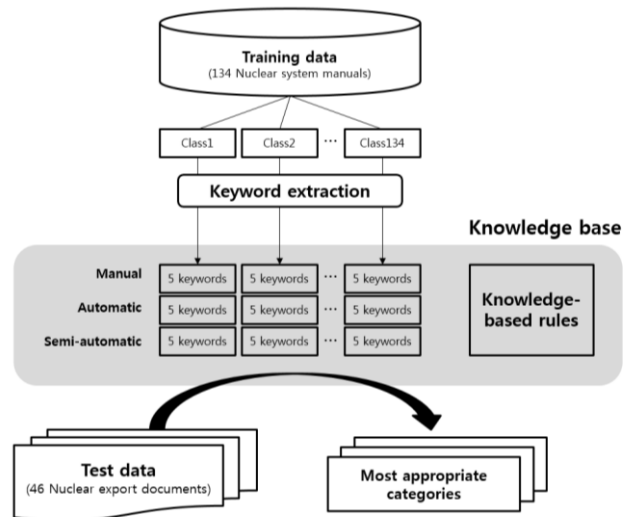 Training data
(134 Nuclear system manuals)
Class1 Class2 ··· Class134
Keyword extraction
Knowledge base
Manual 5 keywords 5 keywords ··· 5 keywords
Automatic 5 keywords 5 keywords ··· 5 keywords
Semi-automatic 5 keywords 5 keywords ··· 5 keywords
Knowledge-
based rules
Test data
(46 Nuclear export documents)
Most appropriate
categories